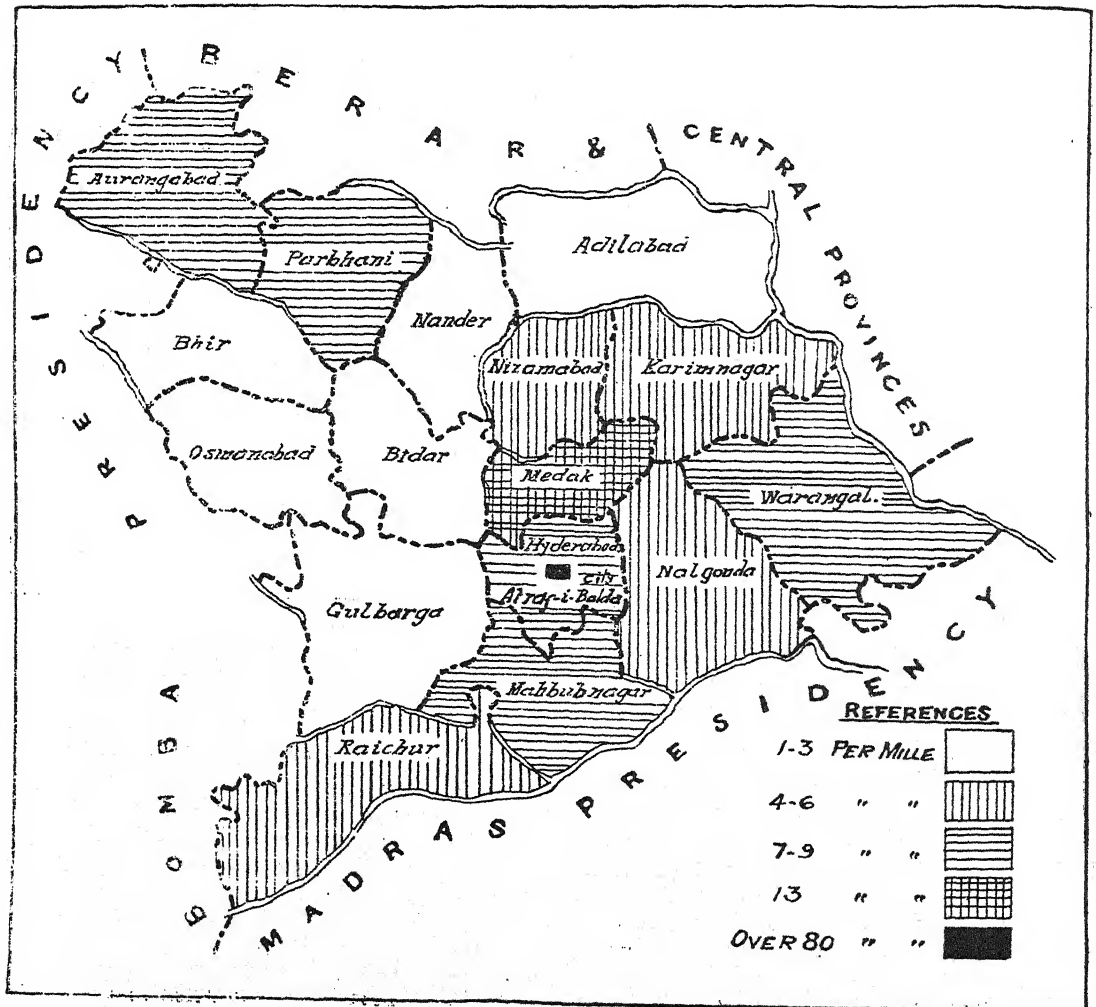 BERAR & CENTRAL PROVINCES
BOMBAY PRESIDENCY
MADRAS PRESIDENCY
Aurangabad
Parbhani
Adilabad
Nander
Bhir
Nizamabad
Karimnagar
Osmanabad
Bidar
Medak
Warangal.
Hyderabad
City
Nalgonda
Atraf-i-Balda
Gulbarga
Mahbubnagar
Raichur
REFERENCES
1-3 PER MILLE
4-6 " "
7-9 " "
13 " "
OVER 80 " "